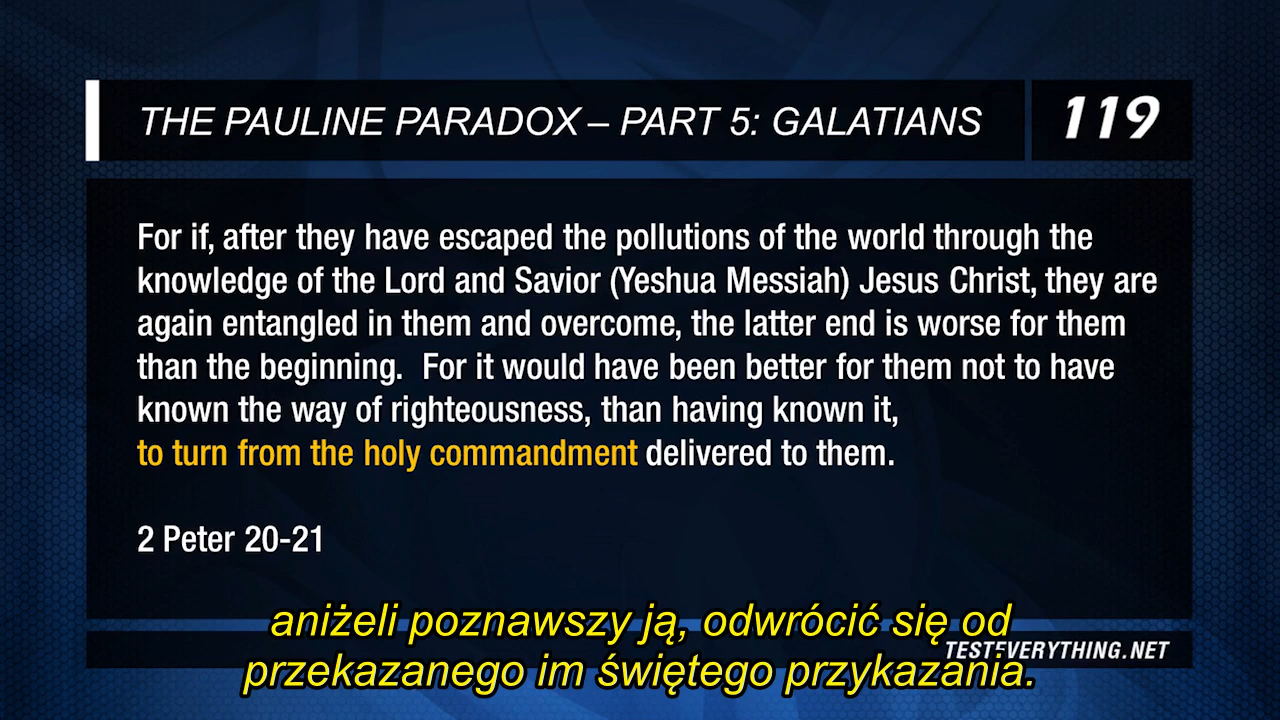 THE PAULINE PARADOX – PART 5: GALATIANS
119
For if, after they have escaped the pollutions of the world through the
knowledge of the Lord and Savior (Yeshua Messiah) Jesus Christ, they are
again entangled in them and overcome, the latter end is worse for them
than the beginning.  For it would have been better for them not to have
known the way of righteousness, than having known it,
to turn from the holy commandment delivered to them.
2 Peter 20-21
aniżeli poznawszy ją, odwrócić się od
TESTEVERYTHING.NET
przekazanego im świętego przykazania.